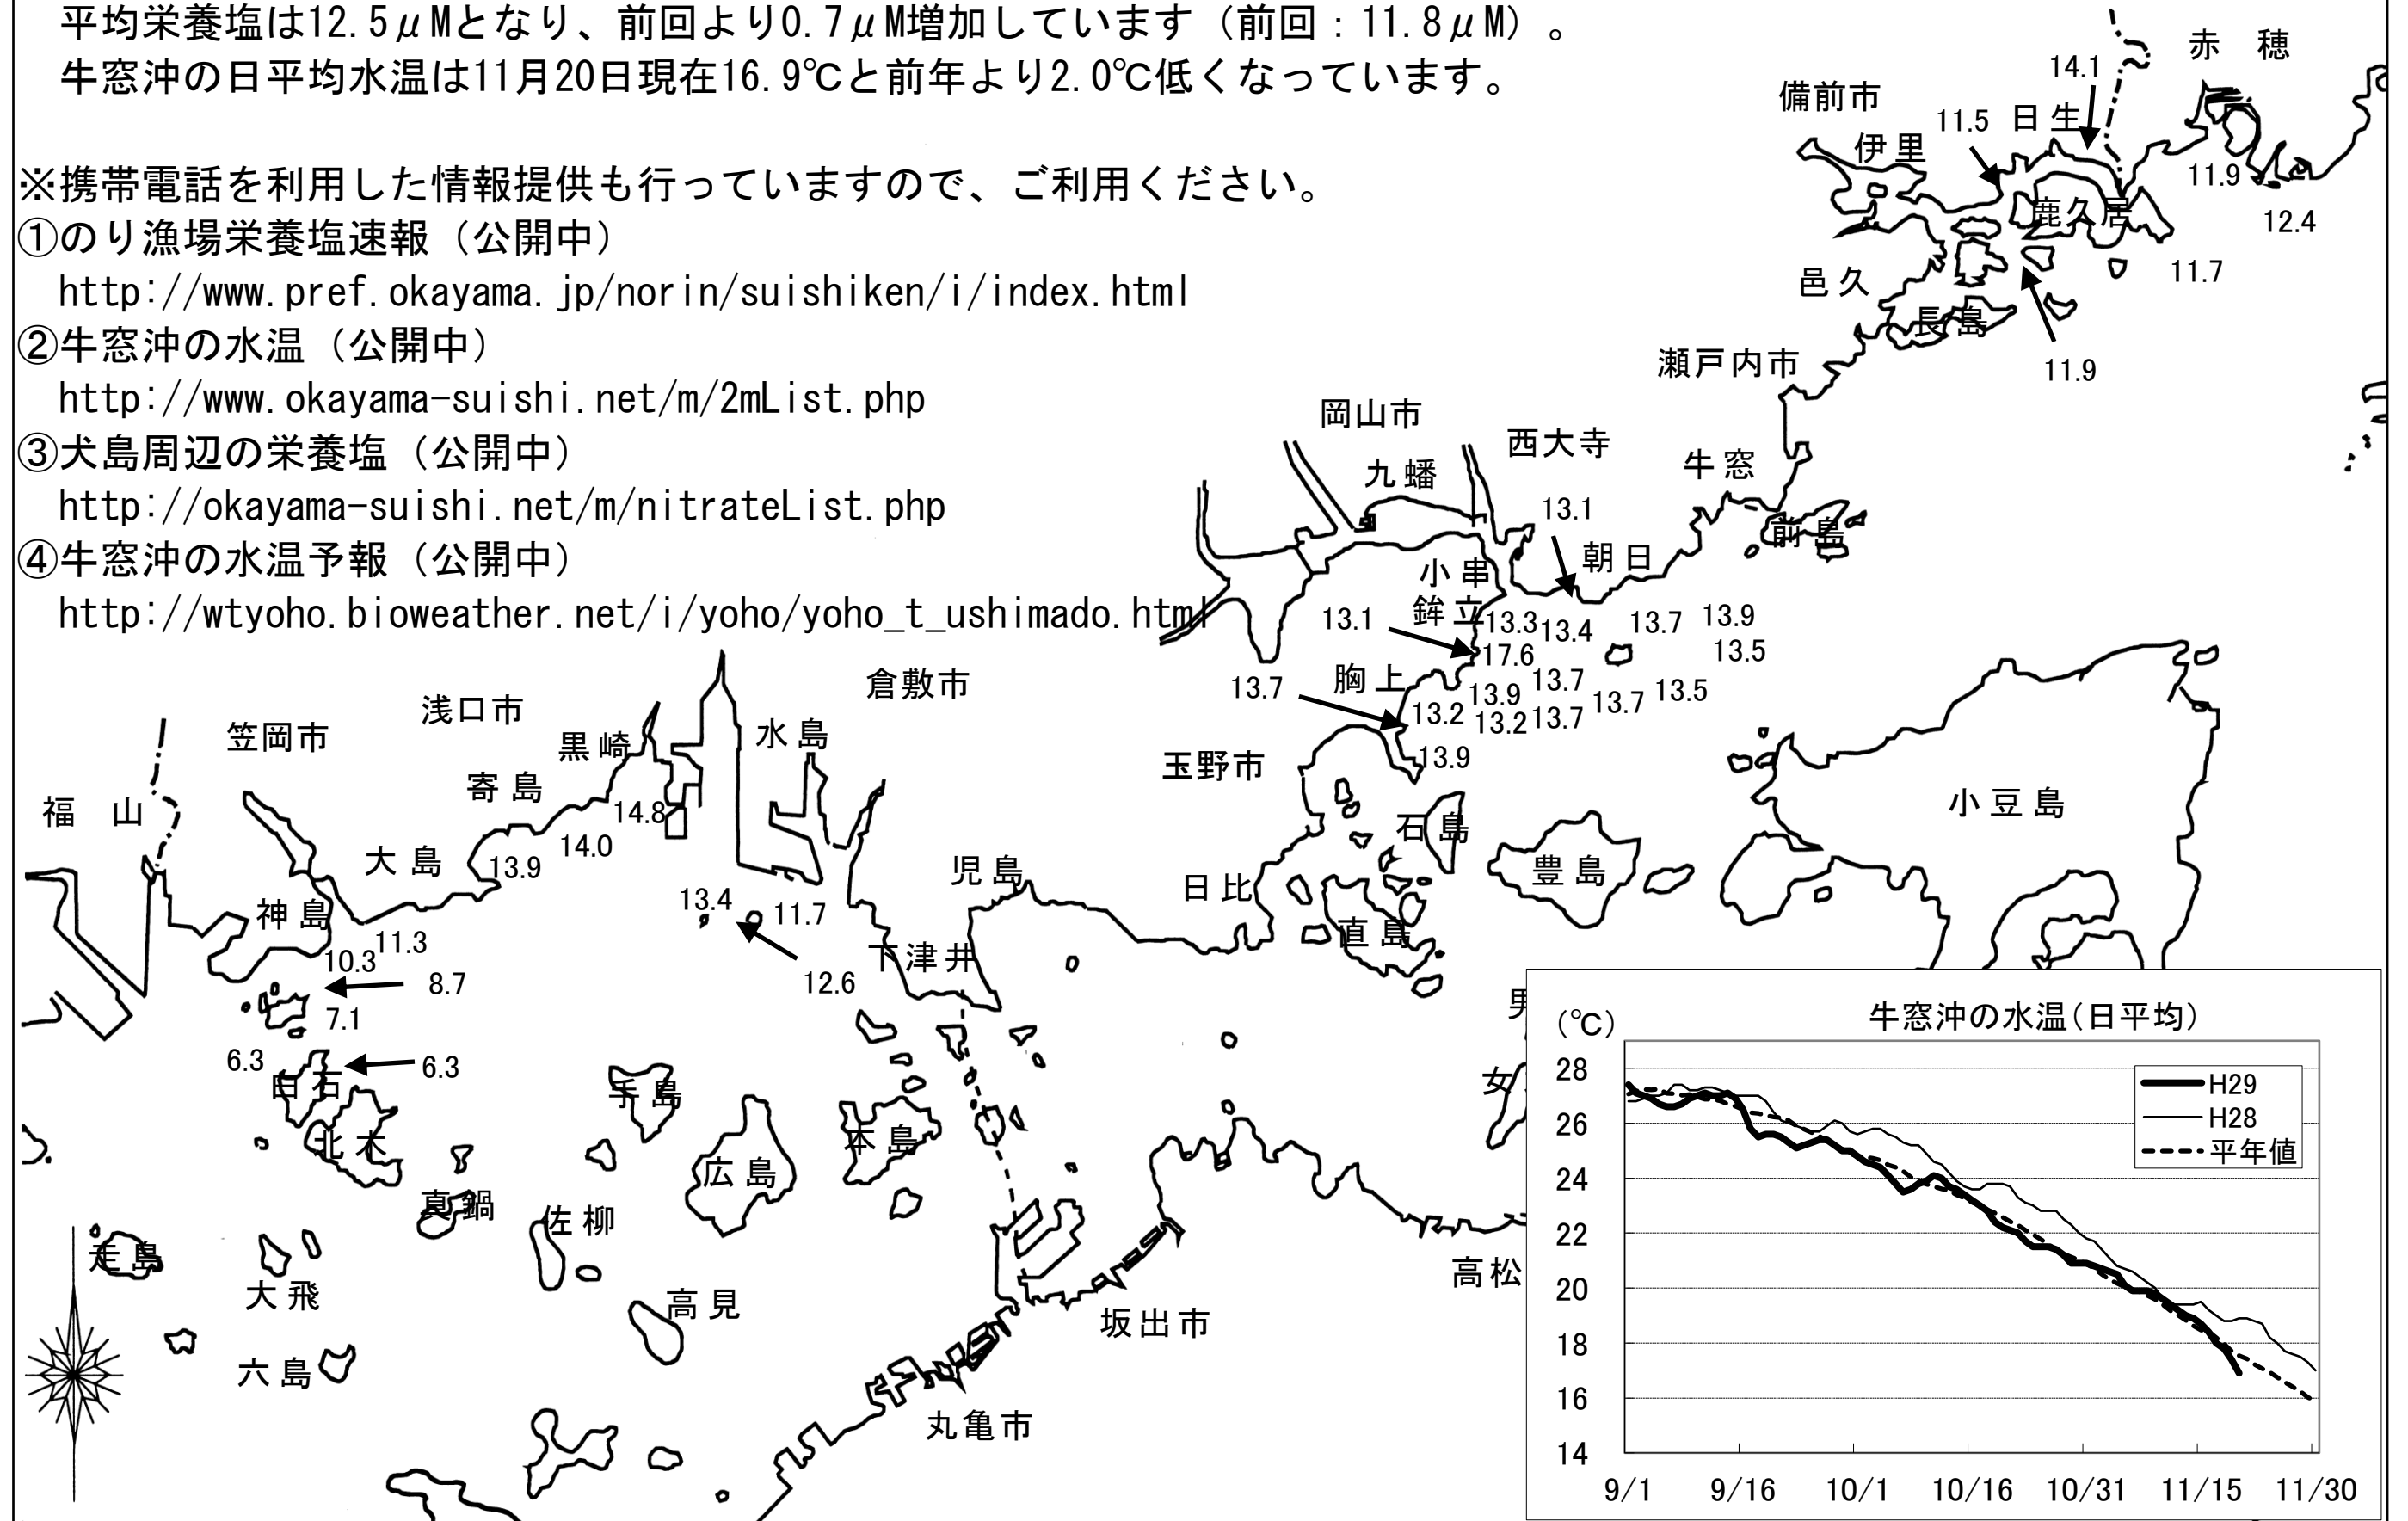 平均栄養塩は12.5μMとなり、前回より0.7μM増加しています（前回：11.8μM）。
牛窓沖の日平均水温は11月20日現在16.9℃と前年より2.0℃低くなっています。
※携帯電話を利用した情報提供も行っていますので、ご利用ください。
①のり漁場栄養塩速報（公開中）
http://www.pref.okayama.jp/norin/suishiken/i/index.html
②牛窓沖の水温（公開中）
http://www.okayama-suishi.net/m/2mList.php
③犬島周辺の栄養塩（公開中）
http://okayama-suishi.net/m/nitrateList.php
④牛窓沖の水温予報（公開中）
http://wtyoho.bioweather.net/i/yoho/yoho_t_ushimado.html
赤 穂
14.1
備前市
11.5
日生
伊里
11.9
鹿久居
12.4
11.7
邑久
長島
11.9
瀬戸内市
岡山市
西大寺
九蟠
牛窓
13.1
前島
朝日
小串
鉾立
13.1
13.3
13.4
13.7
13.9
17.6
13.5
胸上
13.7
13.9
13.7
13.5
13.2
13.2
13.7
13.7
13.9
玉野市
倉敷市
浅口市
笠岡市
黒崎
水島
寄島
福 山
14.8
14.0
大島
13.9
児島
日比
石島
豊島
小豆島
直島
神島
13.4
11.7
11.3
10.3
下津井
12.6
8.7
7.1
6.3
6.3
白石
北木
手島
本島
広島
真鍋
佐柳
走島
大飛
高見
六島
坂出市
丸亀市
高松
男
女
牛窓沖の水温（日平均）
（℃）
28
26
24
22
20
18
16
14
H29
H28
平年値
9/1 9/16 10/1 10/16 10/31 11/15 11/30